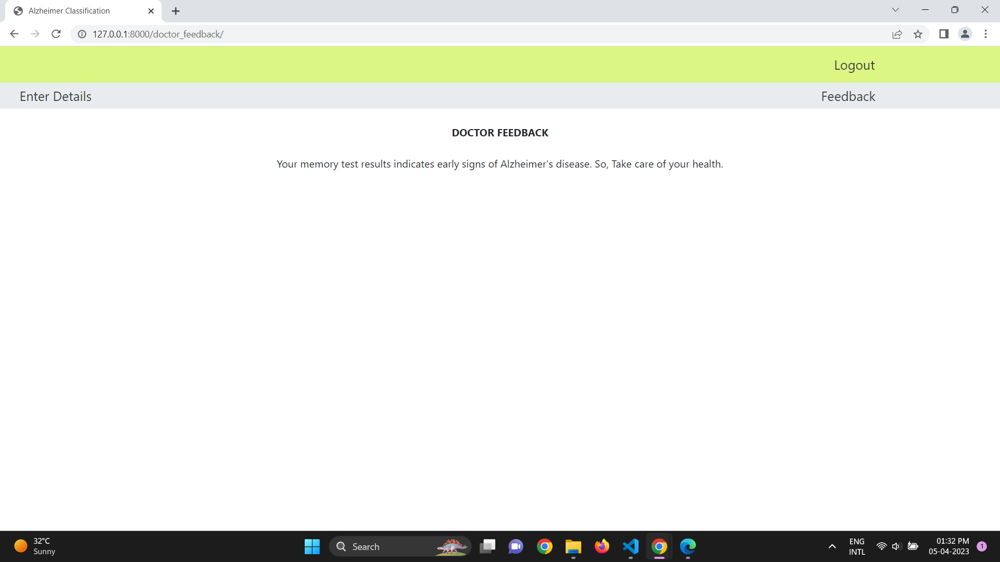 Alzheimer Classification
127.0.0.1:8000/doctor_feedback/
Logout
Enter Details
Feedback
DOCTOR FEEDBACK
Your memory test results indicates early signs of Alzheimer's disease. So, Take care of your health.
32°C
Sunny
Search
ENG
INTL
01:32 PM
05-04-2023
1